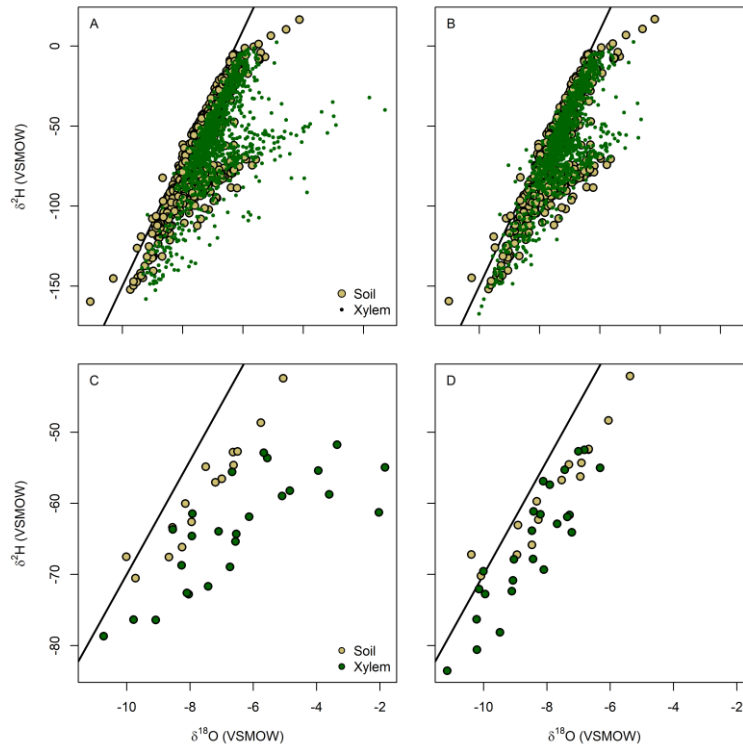 A
B
0
-50
-100
-150
δ²H (VSMOW)
Soil
Xylem
C
D
-50
-60
-70
-80
δ²H (VSMOW)
Soil
Xylem
-10
-8
-6
-4
-2
-10
-8
-6
-4
-2
δ¹⁸O (VSMOW)
δ¹⁸O (VSMOW)